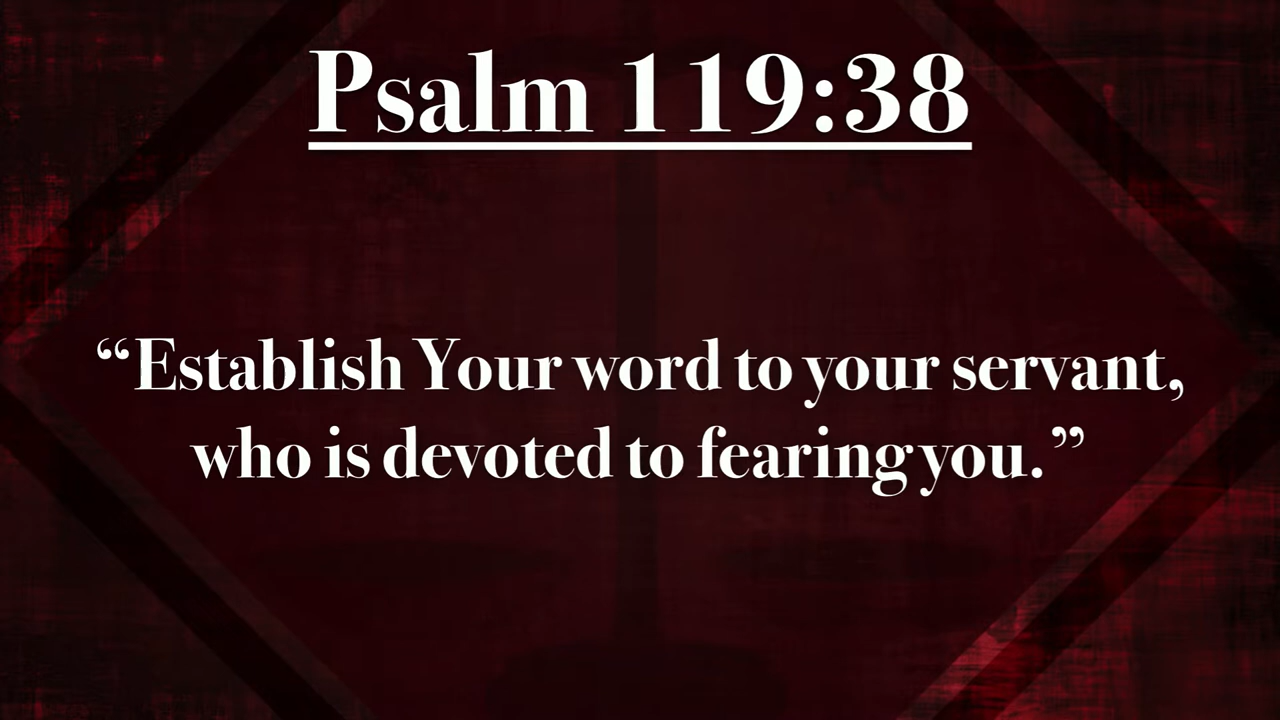 Psalm 119:38
“Establish Your word to your servant,
who is devoted to fearing you.”